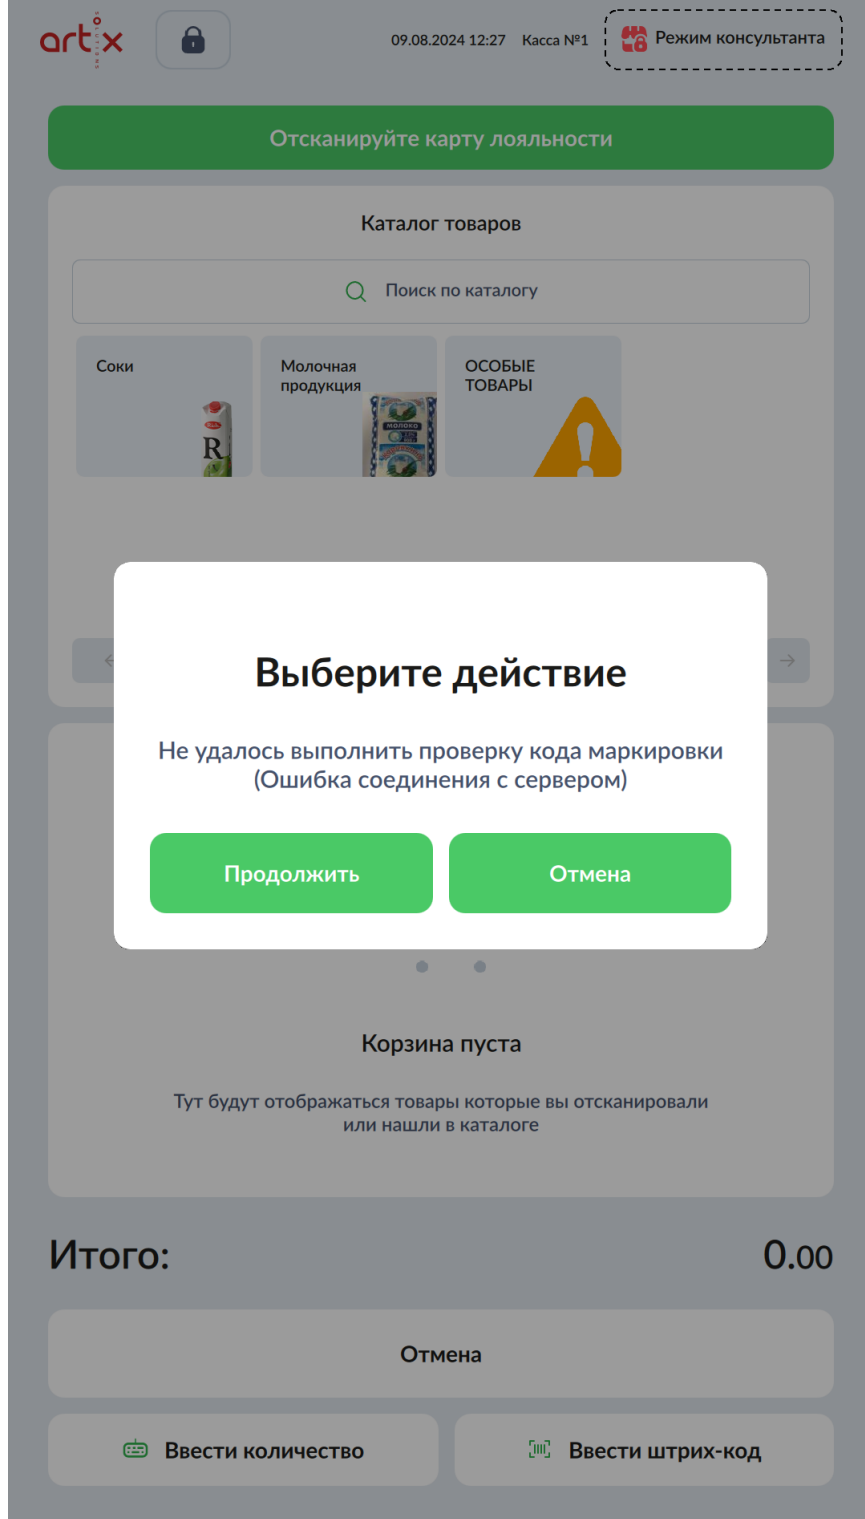 artix
SOLUTIONS
09.08.2024 12:27 Касса №1
Режим консультанта
Отсканируйте карту лояльности
Каталог товаров
Поиск по каталогу
Соки
Молочная
продукция
ОСОБЫЕ
ТОВАРЫ
R
МОЛОКО
Выберите действие
Не удалось выполнить проверку кода маркировки
(Ошибка соединения с сервером)
Продолжить
Отмена
Корзина пуста
Тут будут отображаться товары которые вы отсканировали
или нашли в каталоге
Итого:
0.00
Отмена
Ввести количество
Ввести штрих-код